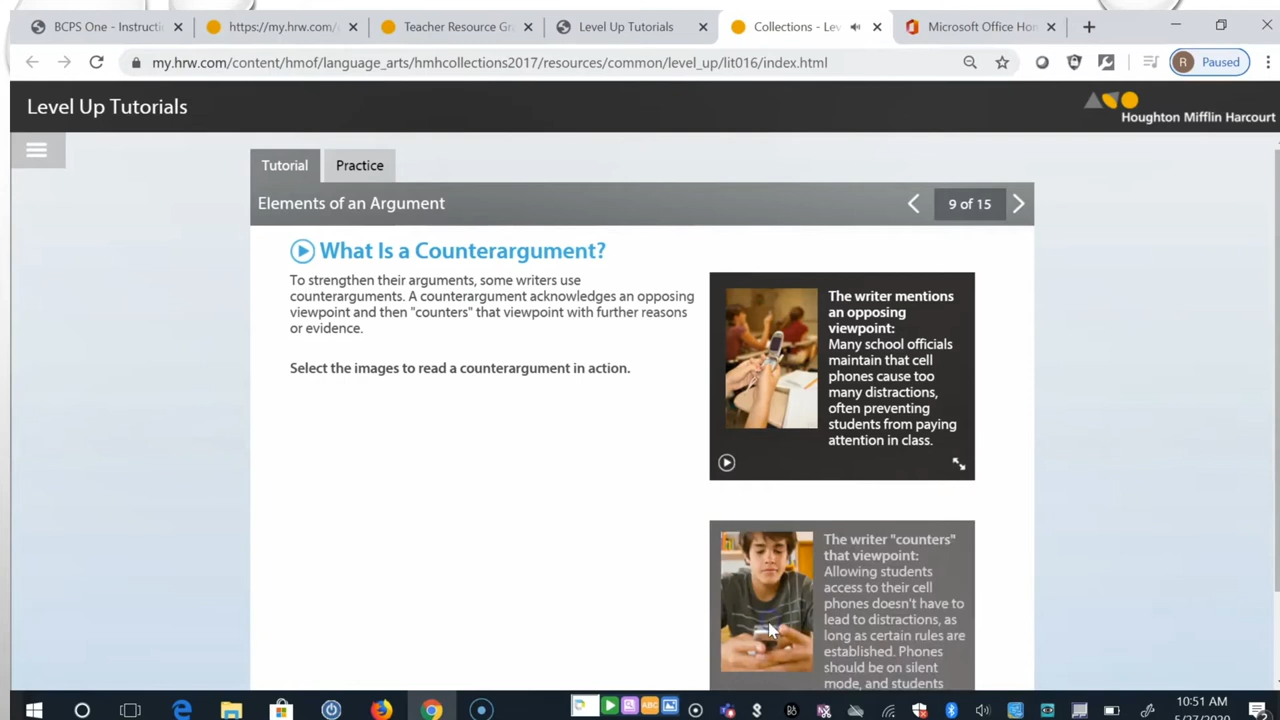 BCPS One - Instructi
https://my.hrw.com/
Teacher Resource Gr
Level Up Tutorials
Collections - Lev
Microsoft Office Hom
my.hrw.com/content/hmof/language_arts/hmhcollections2017/resources/common/level_up/lit016/index.html
R Paused
Level Up Tutorials
Houghton Mifflin Harcourt
Tutorial
Practice
Elements of an Argument
9 of 15
What Is a Counterargument?
To strengthen their arguments, some writers use
counterarguments. A counterargument acknowledges an opposing
viewpoint and then "counters" that viewpoint with further reasons
or evidence.
Select the images to read a counterargument in action.
The writer mentions
an opposing
viewpoint:
Many school officials
maintain that cell
phones cause too
many distractions,
often preventing
students from paying
attention in class.
The writer "counters"
that viewpoint:
Allowing students
access to their cell
phones doesn't have to
lead to distractions, as
long as certain rules are
established. Phones
should be on silent
mode, and students
ABC
10:51 AM
5/27/2020